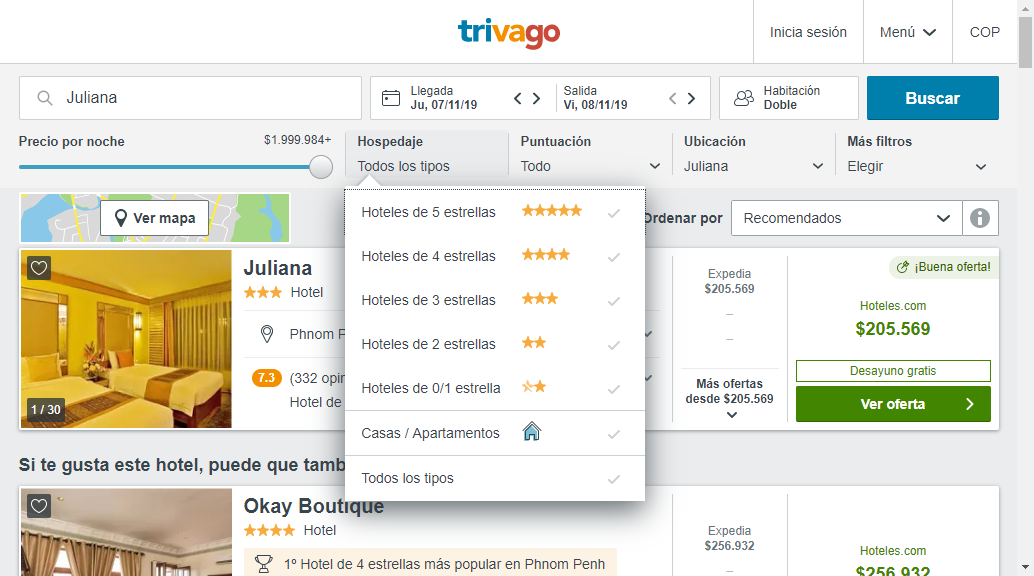 trivago
Inicia sesión
Menú
COP
Juliana
Llegada
Ju, 07/11/19
Salida
Vi, 08/11/19
Habitación
Doble
Buscar
Precio por noche
$1.999.984+
Hospedaje
Todos los tipos
Puntuación
Todo
Ubicación
Juliana
Más filtros
Elegir
Ver mapa
Ordenar por
Recomendados
Hoteles de 5 estrellas
Hoteles de 4 estrellas
Hoteles de 3 estrellas
Hoteles de 2 estrellas
Hoteles de 0/1 estrella
Casas / Apartamentos
Todos los tipos
1 / 30
Juliana
Hotel
Phnom
7.3 (332
Hotel de
Expedia
$205.569
Más ofertas
desde $205.569
¡Buena oferta!
Hoteles.com
$205.569
Desayuno gratis
Ver oferta
Si te gusta este hotel, puede que
Okay Boutique
Hotel
1º Hotel de 4 estrellas más popular en Phnom Penh
Expedia
$256.932
Hoteles.com
$256.932